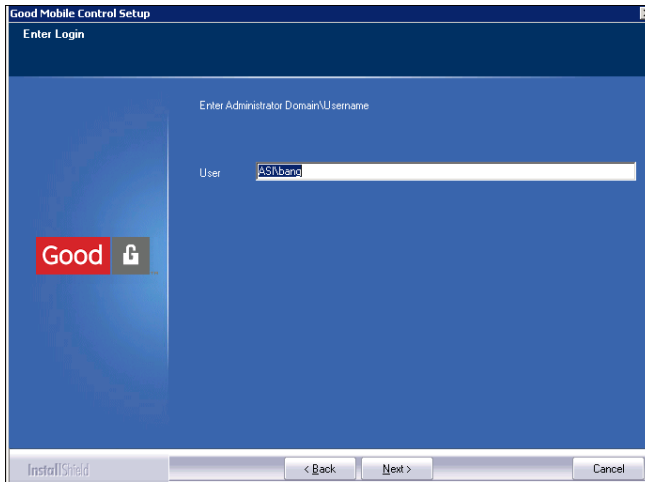 Good Mobile Control Setup
Enter Login
Enter Administrator Domain\Username
User ASI\bang
Good
InstallShield
< Back Next > Cancel